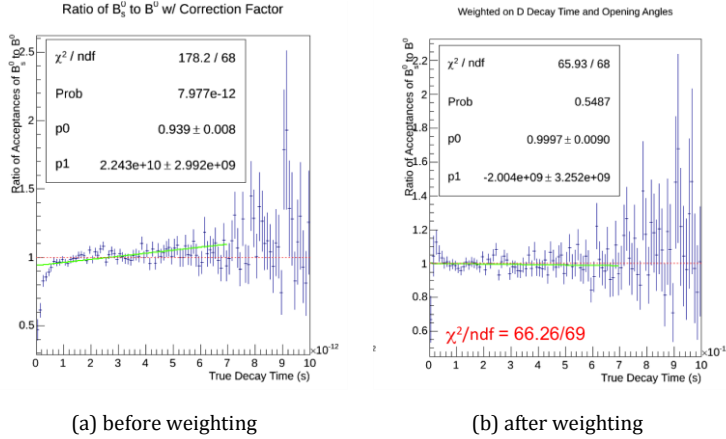 Ratio of B⁰ₛ to B⁰ w/ Correction Factor
Ratio of Acceptances of B⁰ₛ to B⁰
χ² / ndf 178.2 / 68
Prob 7.977e-12
p0 0.939 ± 0.008
p1 2.243e+10 ± 2.992e+09
2.5
2
1.5
1
0.5
0 1 2 3 4 5 6 7 8 9 10
×10⁻¹²
True Decay Time (s)
(a) before weighting
Weighted on D Decay Time and Opening Angles
Ratio of Acceptances of B⁰ₛ to B⁰
χ² / ndf 65.93 / 68
Prob 0.5487
p0 0.9997 ± 0.0090
p1 -2.004e+09 ± 3.252e+09
2.2
2
1.8
1.6
1.4
1.2
1
0.8
0.6
χ²/ndf = 66.26/69
0 1 2 3 4 5 6 7 8 9 10
×10⁻¹
True Decay Time (s)
~
(b) after weighting